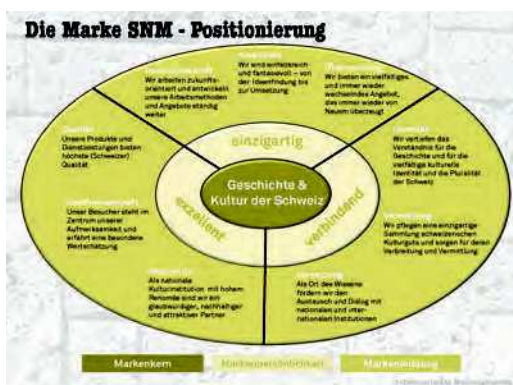 Die Marke SNM - Positionierung
Wir arbeiten zukunfts-
orientiert und entwickeln
unsere Arbeitsmethoden
und Angebote ständig
weiter
Wir sind einfallsreich
und fantasievoll – von
der Ideenfindung bis
zur Umsetzung
Wir bieten ein vielfältiges
und immer wieder
wechselndes Angebot,
das immer wieder von
Neuem überzeugt
Qualität
Unsere Produkte und
Dienstleistungen bieten
höchste (Schweizer)
Qualität
Unser Besucher steht im
Zentrum unserer
Aufmerksamkeit und
erfährt eine besondere
Wertschätzung
Als nationale
Kulturinstitution mit hohem
Renommé sind wir ein
glaubwürdiger, nachhaltiger
und attraktiver Partner
einzigartig
Geschichte &
Kultur der Schweiz
exzellent
verbindend
Identität
Wir vertiefen das
Verständnis für die
Geschichte und für die
vielfältige kulturelle
Identität und die Pluralität
der Schweiz
Vermittlung
Wir pflegen eine einzigartige
Sammlung schweizerischen
Kulturguts und sorgen für deren
Verbreitung und Vermittlung
Vernetzung
Als Ort des Wissens
fördern wir den
Austausch und Dialog mit
nationalen und inter-
nationalen Institutionen
Markenkern
Markenpersönlichkeit